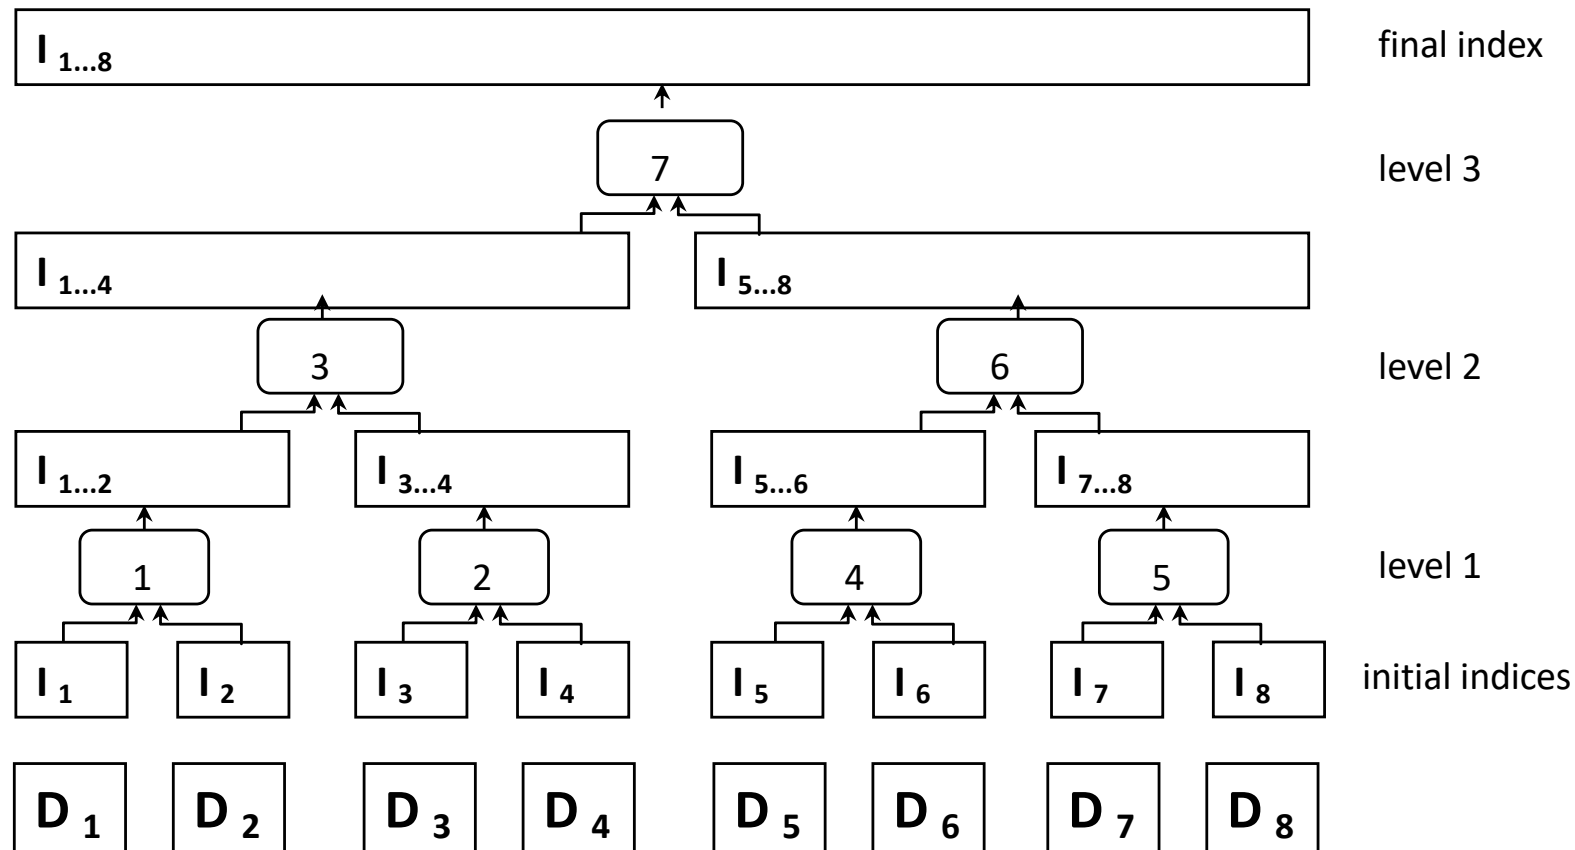 I 1...8 final index
7 level 3
I 1...4 I 5...8
3 6 level 2
I 1...2 I 3...4 I 5...6 I 7...8
1 2 4 5 level 1
I 1 I 2 I 3 I 4 I 5 I 6 I 7 I 8 initial indices
D 1 D 2 D 3 D 4 D 5 D 6 D 7 D 8